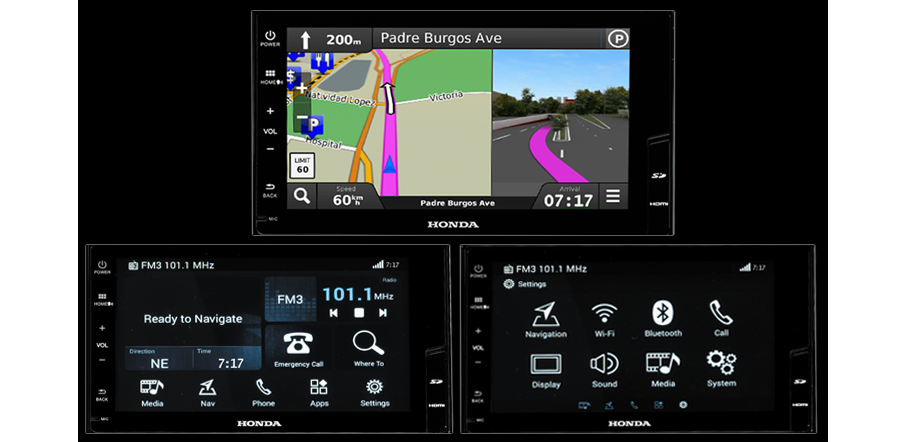 POWER
200m
Padre Burgos Ave
P
HOME
VOL
BACK
MIC
Natividad Lopez
Victoria
P
Hospital
LIMIT
60
Speed
60 km/h
Padre Burgos Ave
Arrival
07:17
SD
HDMI
HONDA
POWER
HOME
VOL
BACK
MIC
FM3 101.1 MHz
7:17
Ready to Navigate
Direction
NE
Time
7:17
FM3
Radio
101.1 MHz
Emergency Call
Where To
Media
Nav
Phone
Apps
Settings
SD
HDMI
HONDA
POWER
HOME
VOL
BACK
MIC
FM3 101.1 MHz
7:17
Settings
Navigation
Wi-Fi
Bluetooth
Call
Display
Sound
Media
System
SD
HDMI
HONDA